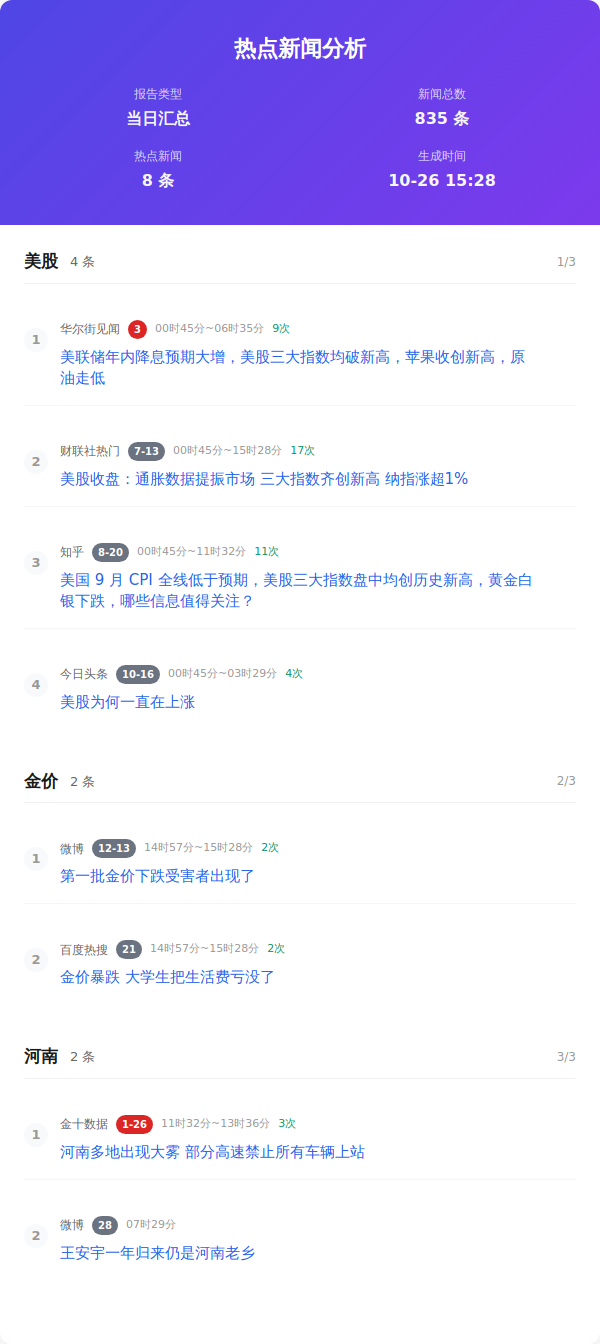 热点新闻分析
报告类型
当日汇总
新闻总数
835 条
热点新闻
8 条
生成时间
10-26 15:28
美股 4 条 1/3
1
华尔街见闻 3 00时45分~06时35分 9次
美联储年内降息预期大增，美股三大指数均破新高，苹果收创新高，原
油走低
2
财联社热门 7-13 00时45分~15时28分 17次
美股收盘：通胀数据提振市场 三大指数齐创新高 纳指涨超1%
3
知乎 8-20 00时45分~11时32分 11次
美国 9 月 CPI 全线低于预期，美股三大指数盘中均创历史新高，黄金白
银下跌，哪些信息值得关注？
4
今日头条 10-16 00时45分~03时29分 4次
美股为何一直在上涨
金价 2 条 2/3
1
微博 12-13 14时57分~15时28分 2次
第一批金价下跌受害者出现了
2
百度热搜 21 14时57分~15时28分 2次
金价暴跌 大学生把生活费亏没了
河南 2 条 3/3
1
金十数据 1-26 11时32分~13时36分 3次
河南多地出现大雾 部分高速禁止所有车辆上站
2
微博 28 07时29分
王安宇一年归来仍是河南老乡